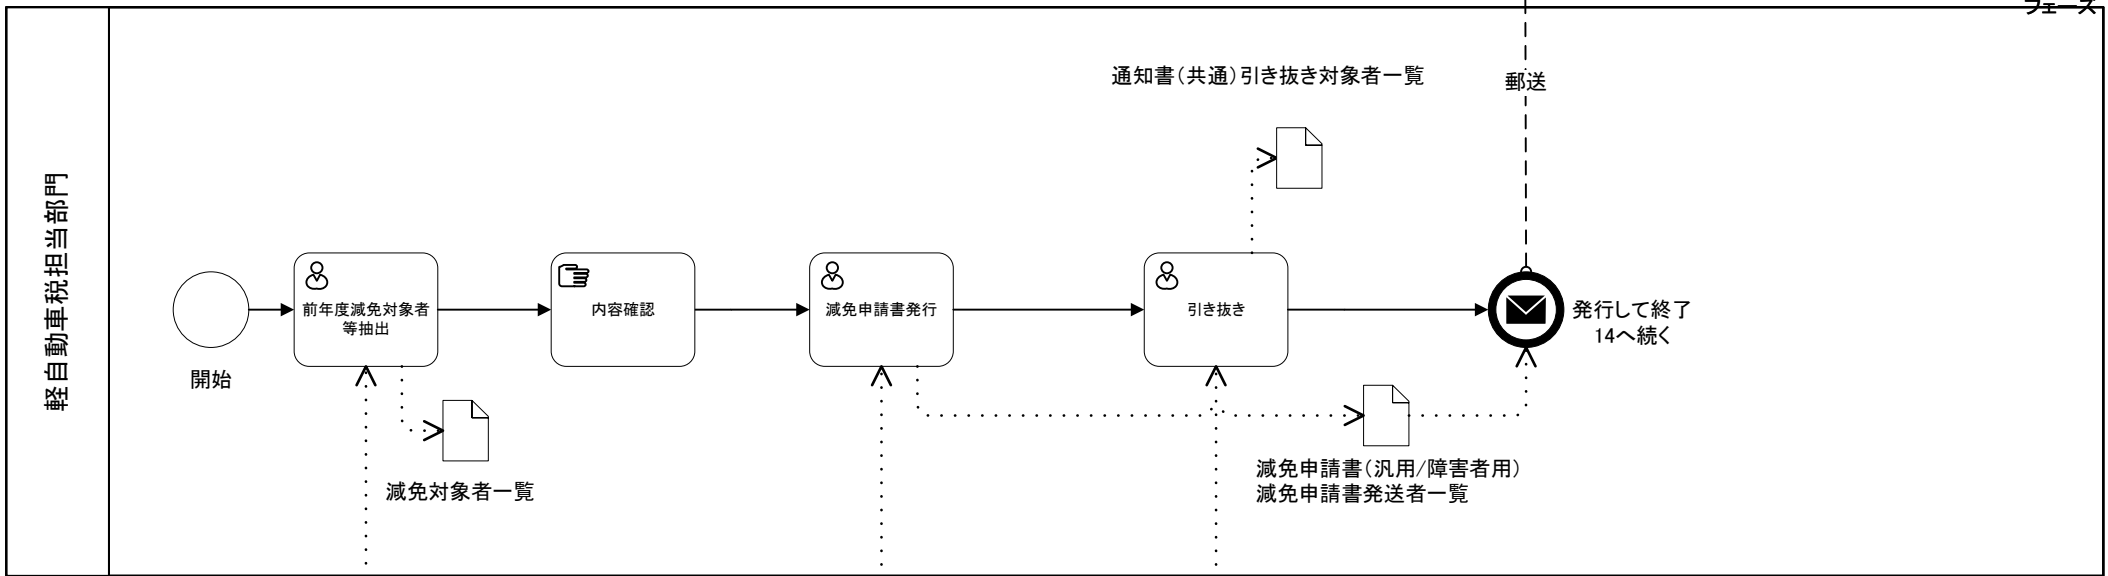 フェーズ
軽自動車税担当部門
通知書(共通)引き抜き対象者一覧
郵送
開始
前年度減免対象者
等抽出
内容確認
減免申請書発行
引き抜き
発行して終了
14へ続く
減免対象者一覧
減免申請書(汎用/障害者用)
減免申請書発送者一覧